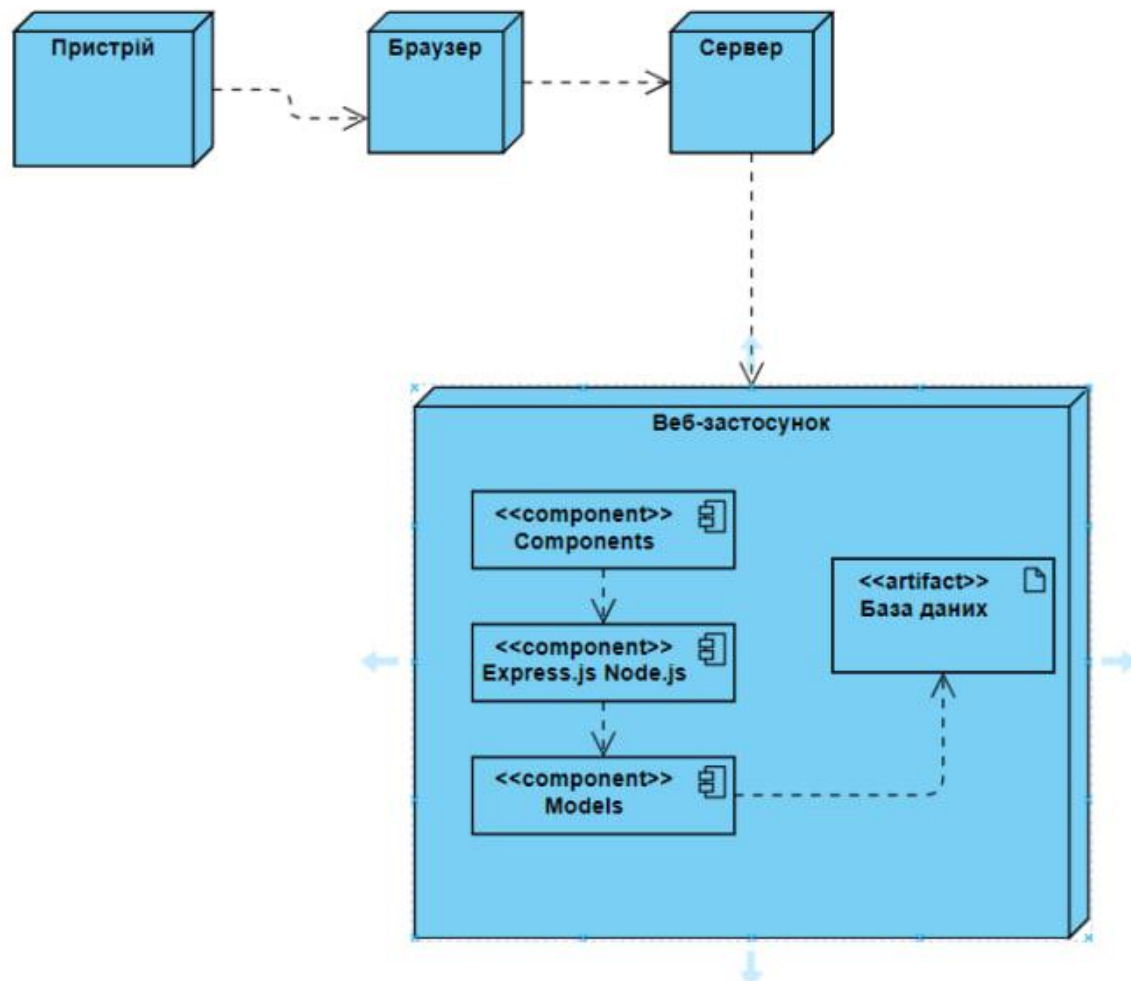 Пристрій
Браузер
Сервер
Веб-застосунок
<<component>>
Components
<<component>>
Express.js Node.js
<<component>>
Models
<<artifact>>
База даних